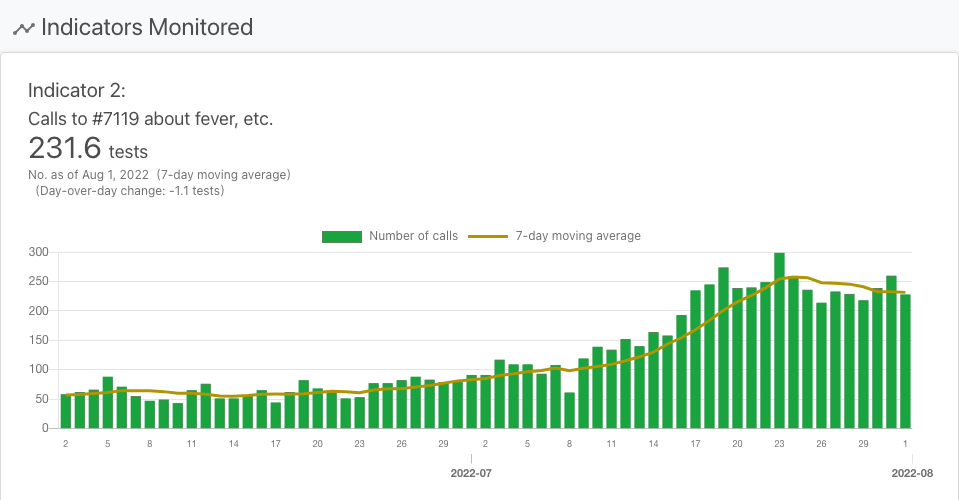 Indicators Monitored
Indicator 2:
Calls to #7119 about fever, etc.
231.6 tests
No. as of Aug 1, 2022 (7-day moving average)
(Day-over-day change: -1.1 tests)
Number of calls 7-day moving average
300
250
200
150
100
50
0
2 5 8 11 14 17 20 23 26 29 2 5 8 11 14 17 20 23 26 29 1
2022-07 2022-08